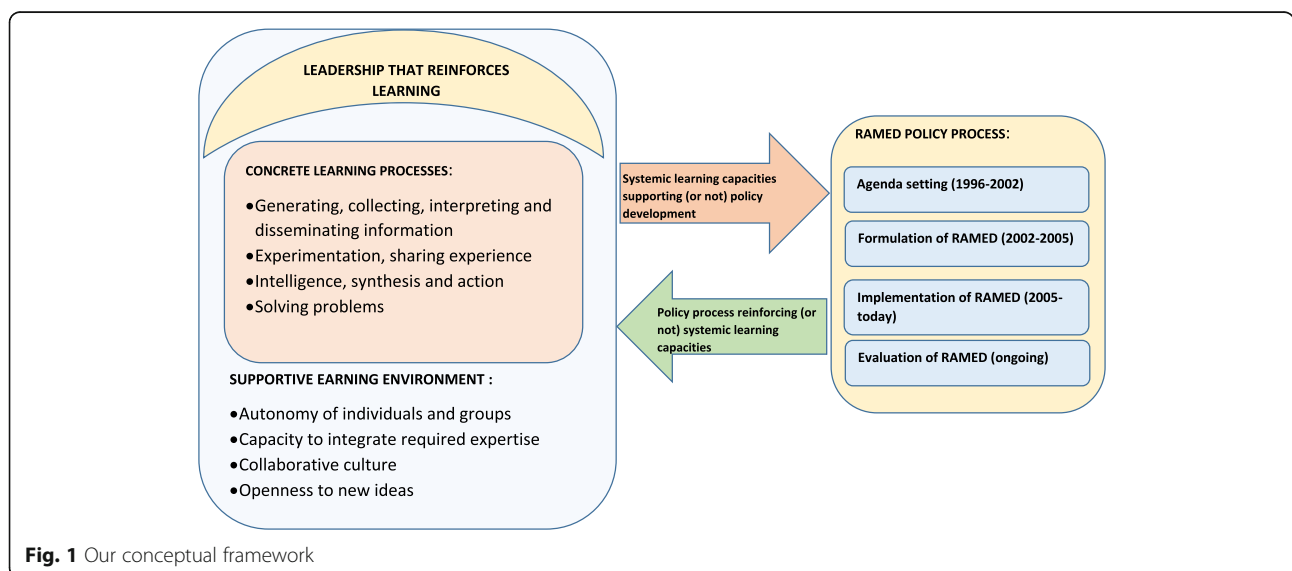 LEADERSHIP THAT REINFORCES
LEARNING
CONCRETE LEARNING PROCESSES:
•Generating, collecting, interpreting and
disseminating information
•Experimentation, sharing experience
•Intelligence, synthesis and action
•Solving problems
SUPPORTIVE EARNING ENVIRONMENT :
•Autonomy of individuals and groups
•Capacity to integrate required expertise
•Collaborative culture
•Openness to new ideas
Systemic learning capacities
supporting (or not) policy
development
Policy process reinforcing (or
not) systemic learning
capacities
RAMED POLICY PROCESS:
Agenda setting (1996-2002)
Formulation of RAMED (2002-2005)
Implementation of RAMED (2005-
today)
Evaluation of RAMED (ongoing)
Fig. 1 Our conceptual framework